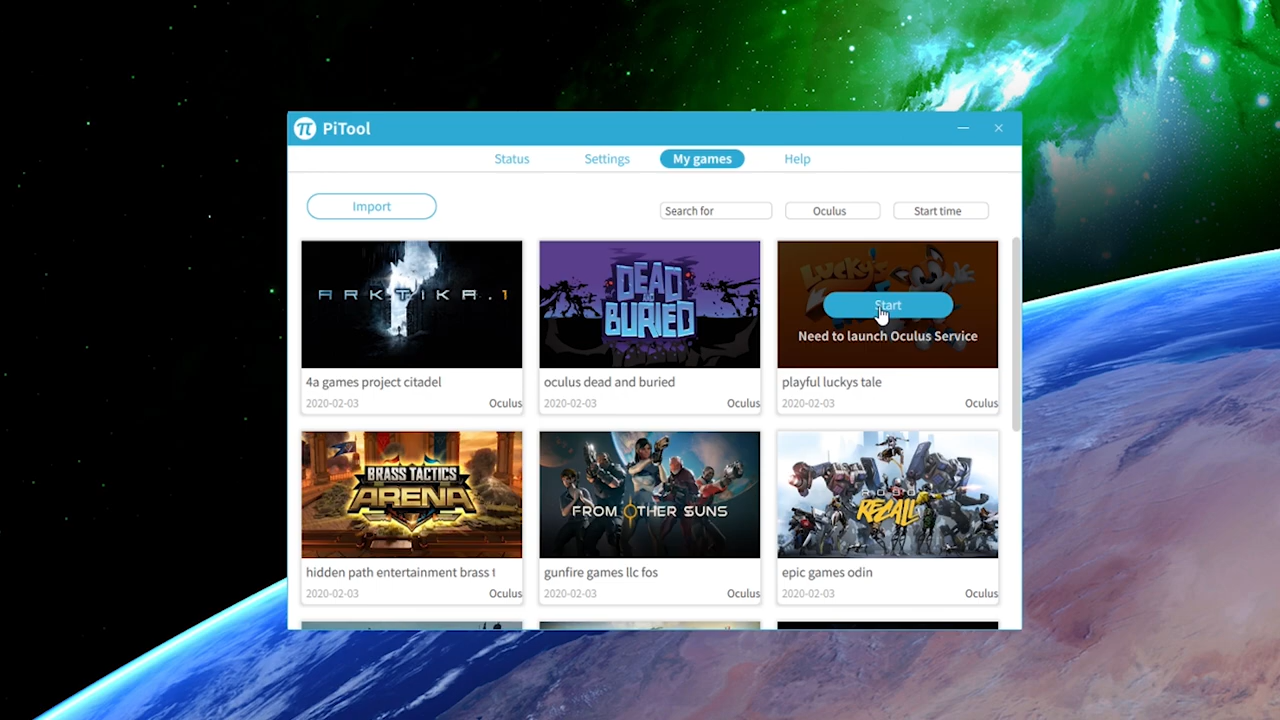 PiTool
Status Settings My games Help
Import Search for Oculus Start time
ARKTIKA.1 DEAD AND BURIED LUCKY'S
Start
Need to launch Oculus Service
4a games project citadel oculus dead and buried playful luckys tale
2020-02-03 Oculus 2020-02-03 Oculus 2020-02-03 Oculus
BRASS TACTICS ARENA FROM OTHER SUNS ROBO RECALL
hidden path entertainment brass t gunfire games llc fos epic games odin
2020-02-03 Oculus 2020-02-03 Oculus 2020-02-03 Oculus